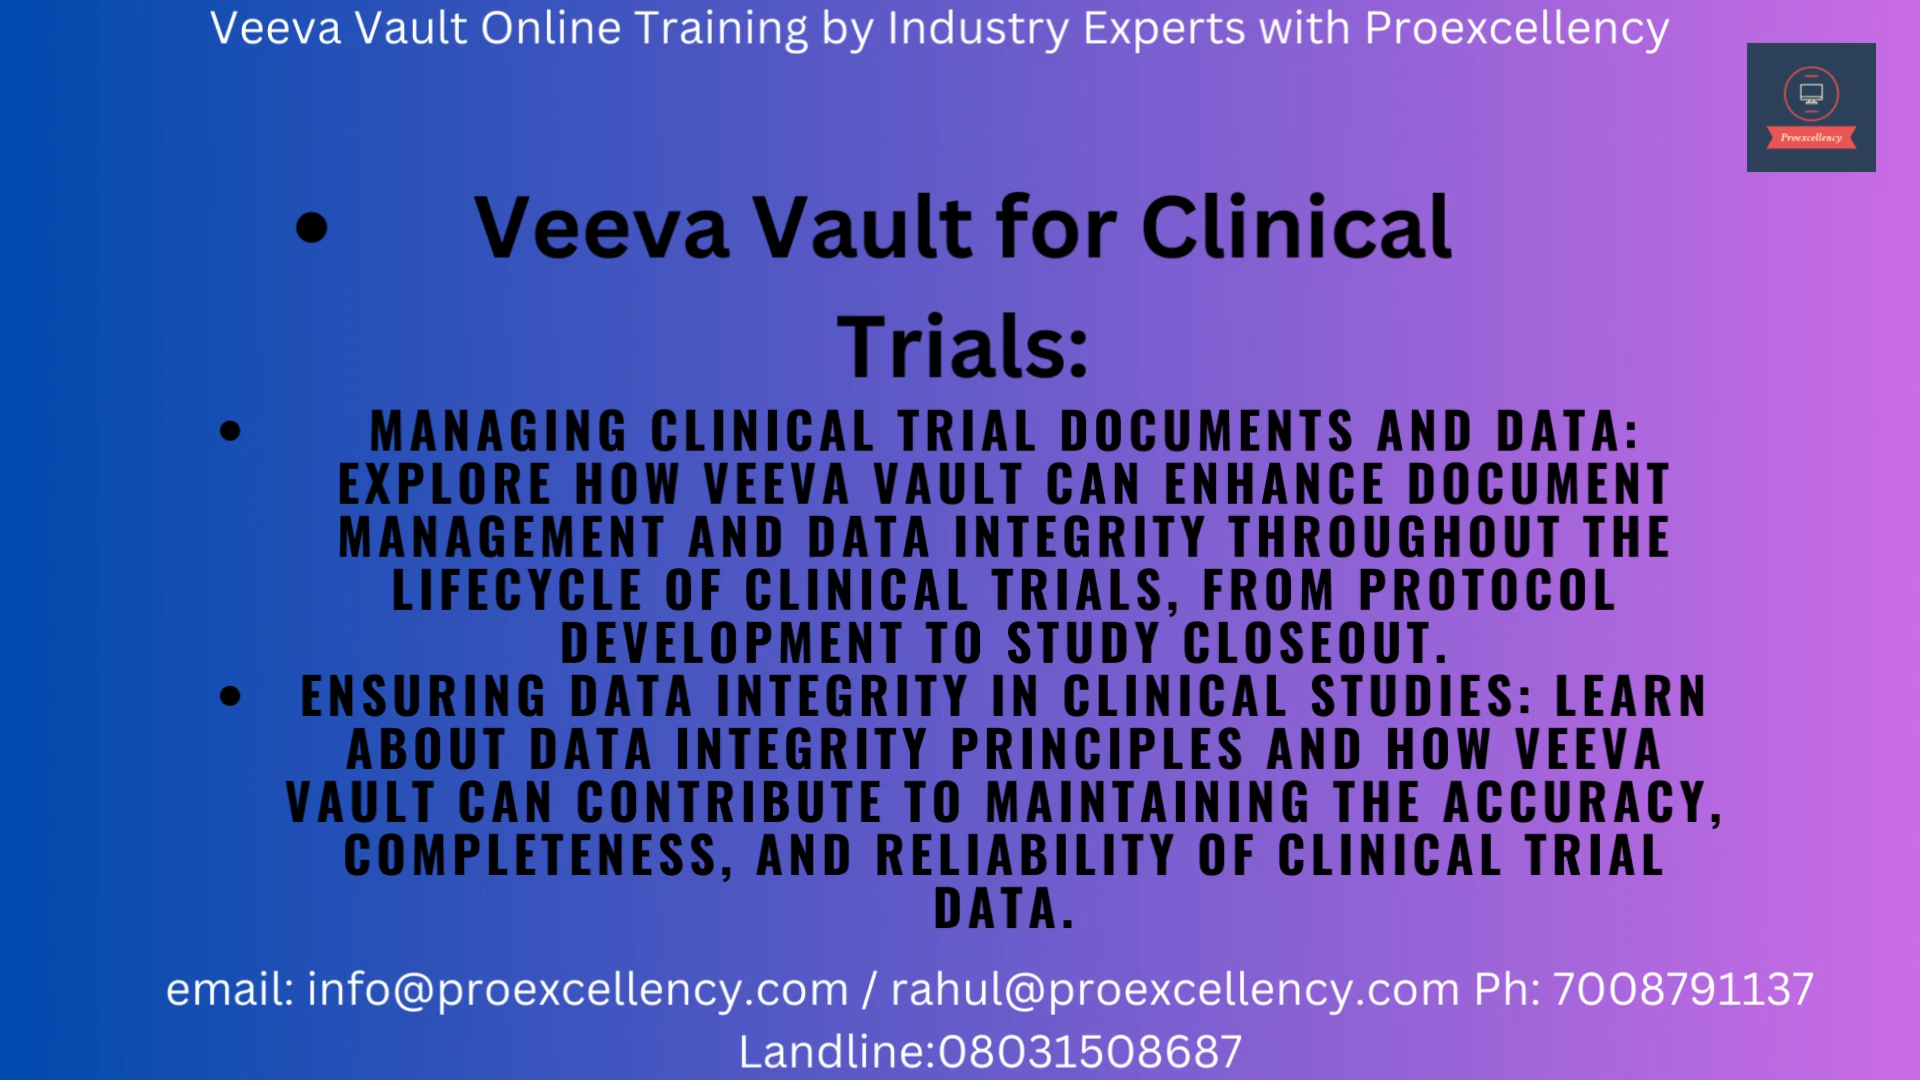 Veeva Vault Online Training by Industry Experts with Proexcellency
Proexcellency
• Veeva Vault for Clinical
Trials:
• MANAGING CLINICAL TRIAL DOCUMENTS AND DATA:
EXPLORE HOW VEEVA VAULT CAN ENHANCE DOCUMENT
MANAGEMENT AND DATA INTEGRITY THROUGHOUT THE
LIFECYCLE OF CLINICAL TRIALS, FROM PROTOCOL
DEVELOPMENT TO STUDY CLOSEOUT.
• ENSURING DATA INTEGRITY IN CLINICAL STUDIES: LEARN
ABOUT DATA INTEGRITY PRINCIPLES AND HOW VEEVA
VAULT CAN CONTRIBUTE TO MAINTAINING THE ACCURACY,
COMPLETENESS, AND RELIABILITY OF CLINICAL TRIAL
DATA.
email: info@proexcellency.com / rahul@proexcellency.com Ph: 7008791137
Landline:08031508687